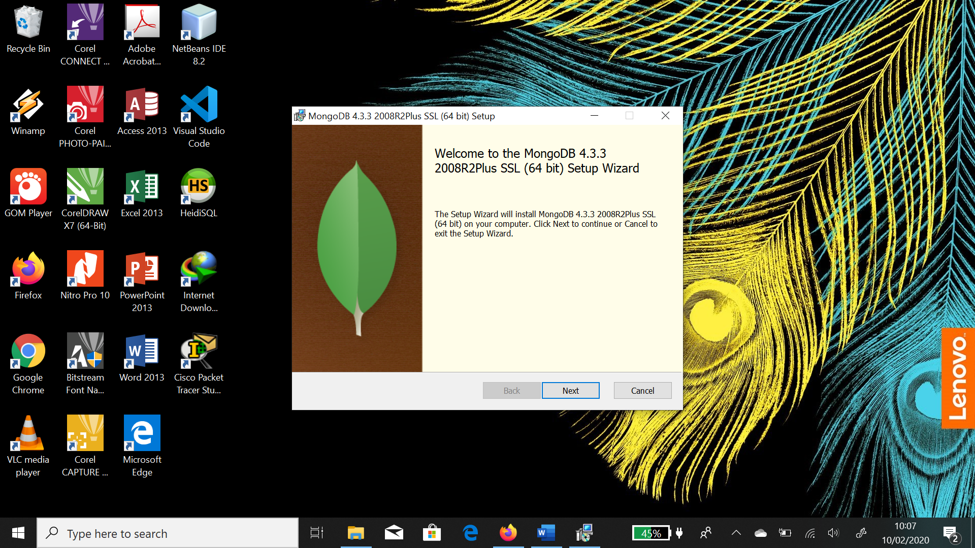 Recycle Bin
Corel
CONNECT ...
Adobe
Acrobat...
NetBeans IDE
8.2
Winamp
Corel
PHOTO-PAI...
Access 2013
Visual Studio
Code
GOM Player
CorelDRAW
X7 (64-Bit)
Excel 2013
HeidiSQL
Firefox
Nitro Pro 10
PowerPoint
2013
Internet
Downlo...
Google
Chrome
Bitstream
Font Na...
Word 2013
Cisco Packet
Tracer Stu...
VLC media
player
Corel
CAPTURE ...
Microsoft
Edge
MongoDB 4.3.3 2008R2Plus SSL (64 bit) Setup
Welcome to the MongoDB 4.3.3
2008R2Plus SSL (64 bit) Setup Wizard
The Setup Wizard will install MongoDB 4.3.3 2008R2Plus SSL
(64 bit) on your computer. Click Next to continue or Cancel to
exit the Setup Wizard.
Back
Next
Cancel
Lenovo
Type here to search
45%
10:07
10/02/2020
2